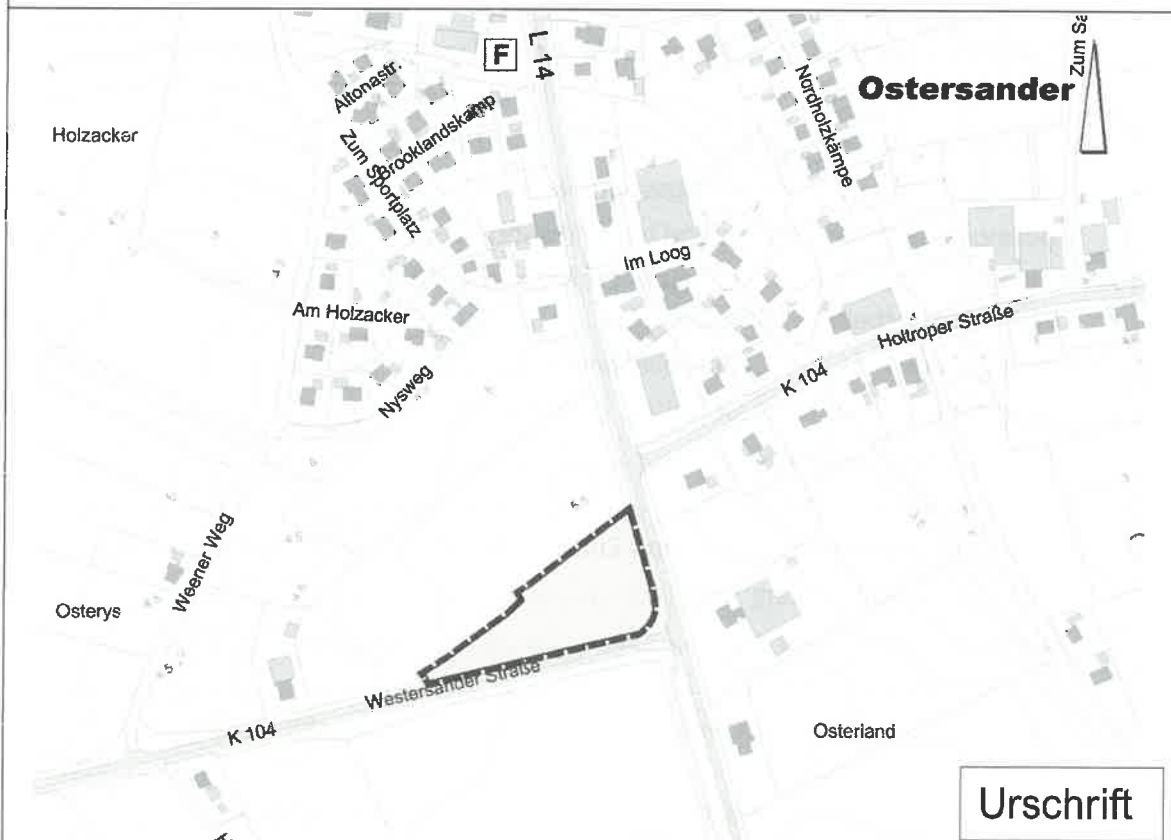 F
L 14
Zum Sa
Ostersander
Altonastr.
Brooklandskamp
Zum Sportplatz
Nordholzkämpe
Holzacker
Im Loog
Am Holzacker
Holtroper Straße
K 104
Nysweg
Weener Weg
Osterys
Westersander Straße
K 104
Osterland
Urschrift